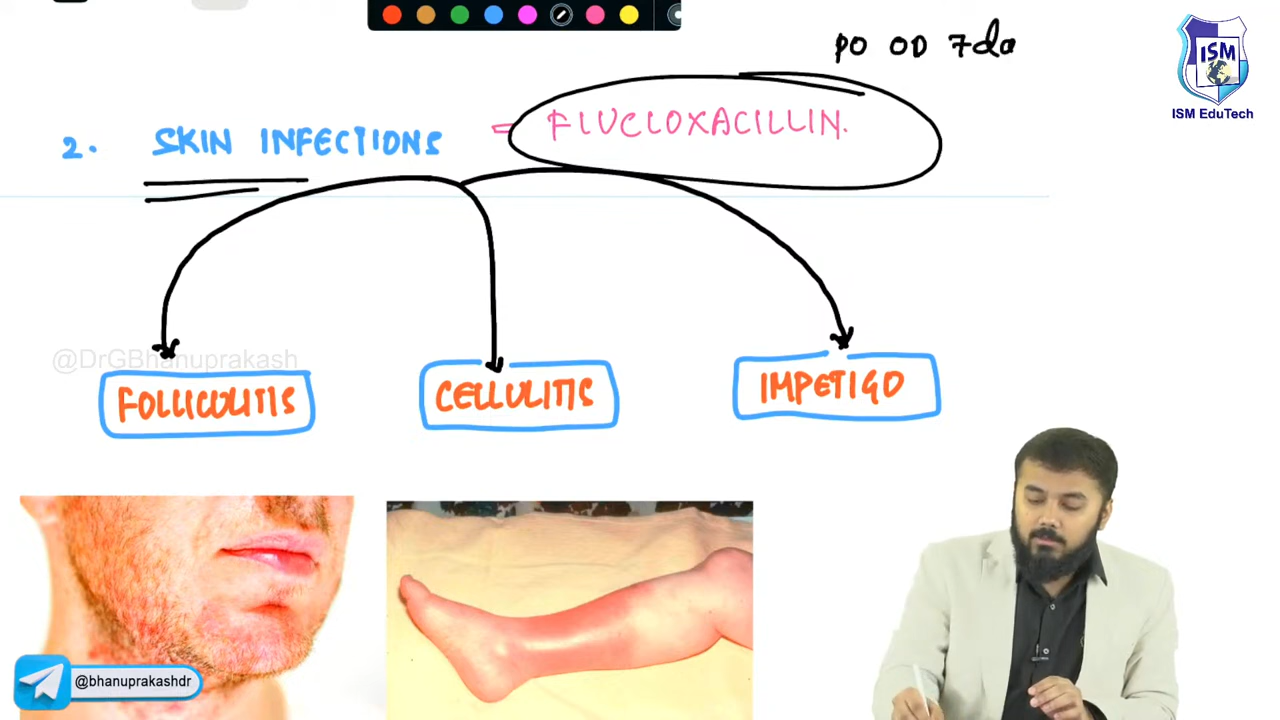 PO OD 7da
ISM
ISM EduTech
2. SKIN INFECTIONS = FLUCLOXACILLIN.
@DrGBhanuprakash
FOLLICULITIS CELLULITIS IMPETIGO
@bhanuprakashdr